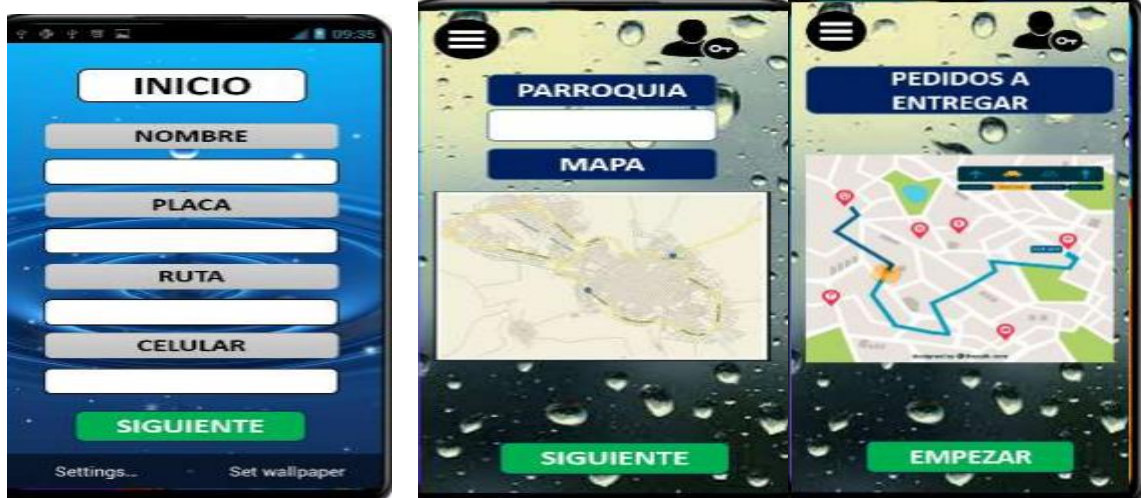 09:35
INICIO
NOMBRE
PLACA
RUTA
CELULAR
SIGUIENTE
Settings...
Set wallpaper
PARROQUIA
MAPA
SIGUIENTE
PEDIDOS A
ENTREGAR
EMPEZAR